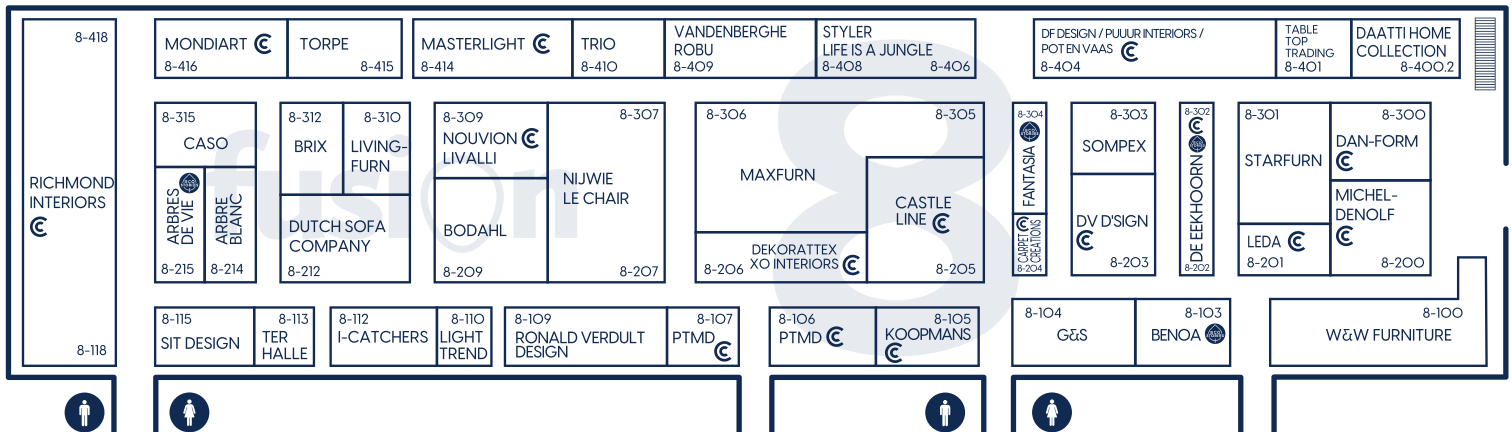 8-418
RICHMOND
INTERIORS
8-118
MONDIART
8-416
TORPE
8-415
MASTERLIGHT
8-414
TRIO
8-410
VANDENBERGHE
ROBU
8-409
STYLER
LIFE IS A JUNGLE
8-408 8-406
DF DESIGN / PUUUR INTERIORS /
POT EN VAAS
8-404
TABLE
TOP
TRADING
8-401
DAATTI HOME
COLLECTION
8-400.2
8-315
CASO
ARBRES
DE VIE
8-215
ARBRE
BLANC
8-214
8-312
BRIX
8-310
LIVING-
FURN
DUTCH SOFA
COMPANY
8-212
8-309
NOUVION
LIVALLI
BODAHL
8-209
8-307
NIJWIE
LE CHAIR
8-207
8-306 8-305
MAXFURN
CASTLE
LINE
8-205
DEKORATTEX
XO INTERIORS
8-206
8-304
FANTASIA
CARPET
CREATIONS
8-204
8-303
SOMPEX
DV D'SIGN
8-203
8-302
DE EEKHOORN
8-202
8-301
STARFURN
LEDA
8-201
8-300
DAN-FORM
MICHEL-
DENOLF
8-200
fusion
8
8-115
SIT DESIGN
8-113
TER
HALLE
8-112
I-CATCHERS
8-110
LIGHT
TREND
8-109
RONALD VERDULT
DESIGN
8-107
PTMD
8-106
PTMD
8-105
KOOPMANS
8-104
G&S
8-103
BENOA
8-100
W&W FURNITURE